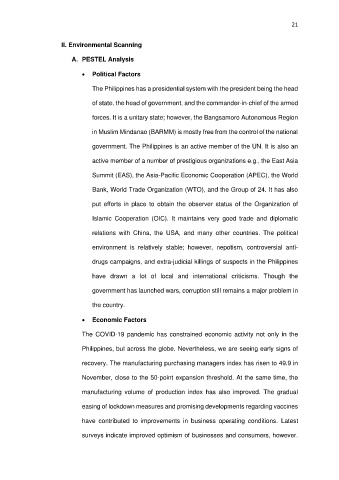 21
II. Environmental Scanning
A. PESTEL Analysis
• Political Factors
The Philippines has a presidential system with the president being the head
of state, the head of government, and the commander-in-chief of the armed
forces. It is a unitary state; however, the Bangsamoro Autonomous Region
in Muslim Mindanao (BARMM) is mostly free from the control of the national
government. The Philippines is an active member of the UN. It is also an
active member of a number of prestigious organizations e.g., the East Asia
Summit (EAS), the Asia-Pacific Economic Cooperation (APEC), the World
Bank, World Trade Organization (WTO), and the Group of 24. It has also
put efforts in place to obtain the observer status of the Organization of
Islamic Cooperation (OIC). It maintains very good trade and diplomatic
relations with China, the USA, and many other countries. The political
environment is relatively stable; however, nepotism, controversial anti-
drugs campaigns, and extra-judicial killings of suspects in the Philippines
have drawn a lot of local and international criticisms. Though the
government has launched wars, corruption still remains a major problem in
the country.
• Economic Factors
The COVID-19 pandemic has constrained economic activity not only in the
Philippines, but across the globe. Nevertheless, we are seeing early signs of
recovery. The manufacturing purchasing managers index has risen to 49.9 in
November, close to the 50-point expansion threshold. At the same time, the
manufacturing volume of production index has also improved. The gradual
easing of lockdown measures and promising developments regarding vaccines
have contributed to improvements in business operating conditions. Latest
surveys indicate improved optimism of businesses and consumers, however.